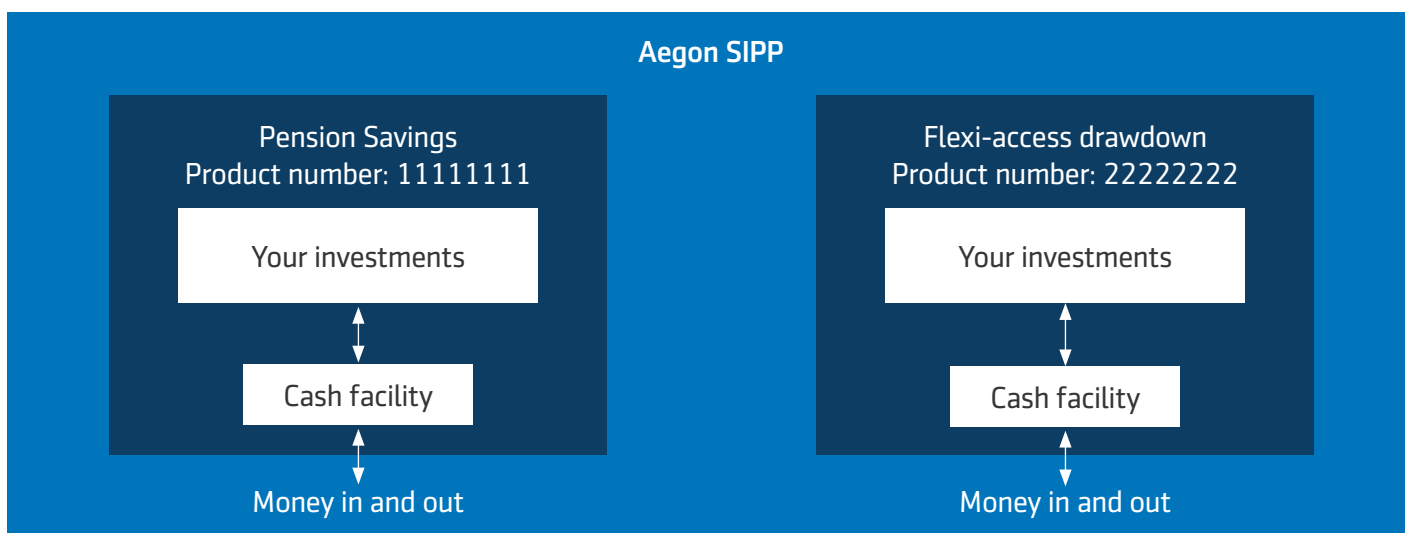 Aegon SIPP
Pension Savings
Product number: 11111111
Your investments
Cash facility
Money in and out
Flexi-access drawdown
Product number: 22222222
Your investments
Cash facility
Money in and out